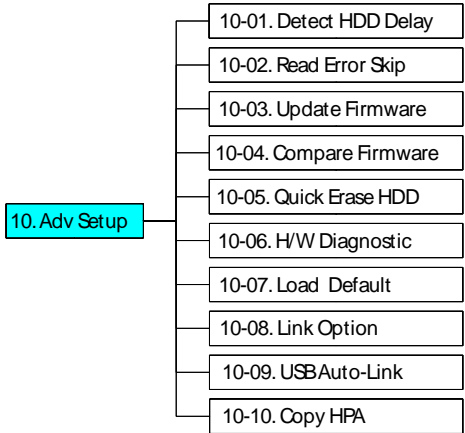 10-01. Detect HDD Delay
10-02. Read Error Skip
10-03. Update Firmware
10-04. Compare Firmware
10. Adv Setup
10-05. Quick Erase HDD
10-06. H/W Diagnostic
10-07. Load Default
10-08. Link Option
10-09. USB Auto-Link
10-10. Copy HPA